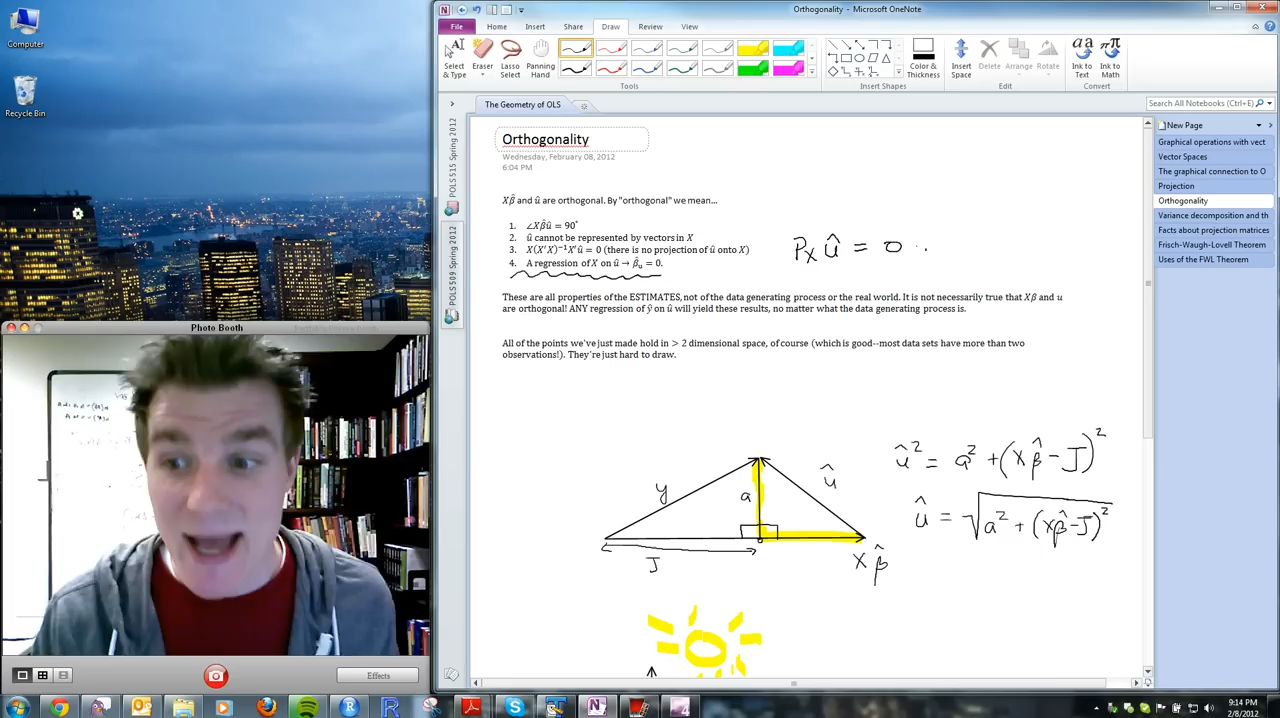 Orthogonality - Microsoft OneNote
Computer
Recycle Bin
File Home Insert Share Draw Review View
Select & Type
Eraser
Lasso Select
Panning Hand
Color & Thickness
Insert Space
Delete
Arrange
Rotate
Ink to Text
Ink to Math
Tools
Insert Shapes
Edit
Convert
The Geometry of OLS
Search All Notebooks (Ctrl+E)
POLS 515 Spring 2012
POLS 509 Spring 2012
New Page
Graphical operations with vect
Vector Spaces
The graphical connection to O
Projection
Orthogonality
Variance decomposition and th
Facts about projection matrices
Frisch-Waugh-Lovell Theorem
Uses of the FWL Theorem
Orthogonality
Wednesday, February 08, 2012
6:04 PM
Xβ̂ and û are orthogonal. By "orthogonal" we mean...
1. ∠Xβ̂û = 90°
2. û cannot be represented by vectors in X
3. X(X'X)⁻¹X'û = 0 (there is no projection of û onto X)
4. A regression of X on û → β̂ᵤ = 0.
P_X û = 0
These are all properties of the ESTIMATES, not of the data generating process or the real world. It is not necessarily true that Xβ and u
are orthogonal! ANY regression of ŷ on û will yield these results, no matter what the data generating process is.
All of the points we've just made hold in > 2 dimensional space, of course (which is good--most data sets have more than two
observations!). They're just hard to draw.
y
a
û
J
Xβ̂
û² = a² + (Xβ̂ - J)²
û = √(a² + (Xβ̂ - J)²)
Photo Booth
Effects
9:14 PM
2/8/2012